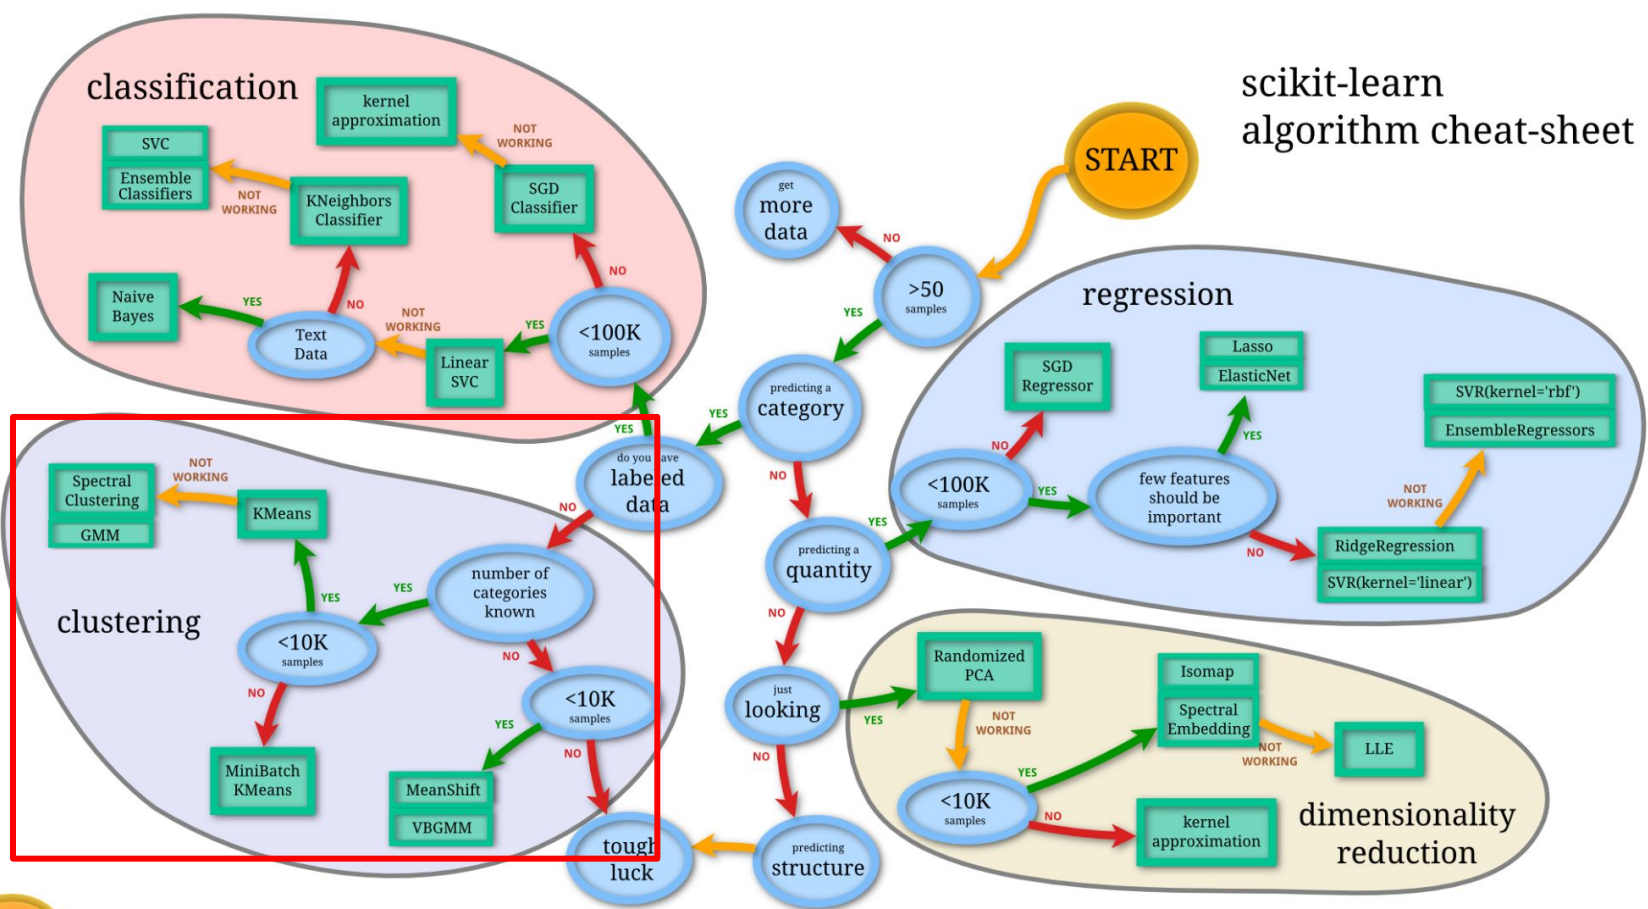 scikit-learn
algorithm cheat-sheet
START
classification
kernel
approximation
NOT
WORKING
SVC
Ensemble
Classifiers
NOT
WORKING
KNeighbors
Classifier
SGD
Classifier
NO
NO
YES
Naive
Bayes
Text
Data
NOT
WORKING
Linear
SVC
YES
<100K
samples
YES
get
more
data
NO
>50
samples
YES
predicting a
category
YES
NO
do you have
labeled
data
NO
predicting a
quantity
YES
NO
just
looking
YES
NO
predicting
structure
tough
luck
regression
SGD
Regressor
Lasso
ElasticNet
SVR(kernel='rbf')
EnsembleRegressors
NO
YES
<100K
samples
YES
few features
should be
important
NOT
WORKING
NO
RidgeRegression
SVR(kernel='linear')
clustering
Spectral
Clustering
GMM
NOT
WORKING
KMeans
YES
number of
categories
known
YES
<10K
samples
NO
NO
<10K
samples
YES
NO
MiniBatch
KMeans
MeanShift
VBGMM
dimensionality
reduction
Randomized
PCA
NOT
WORKING
Isomap
Spectral
Embedding
NOT
WORKING
LLE
YES
<10K
samples
NO
kernel
approximation